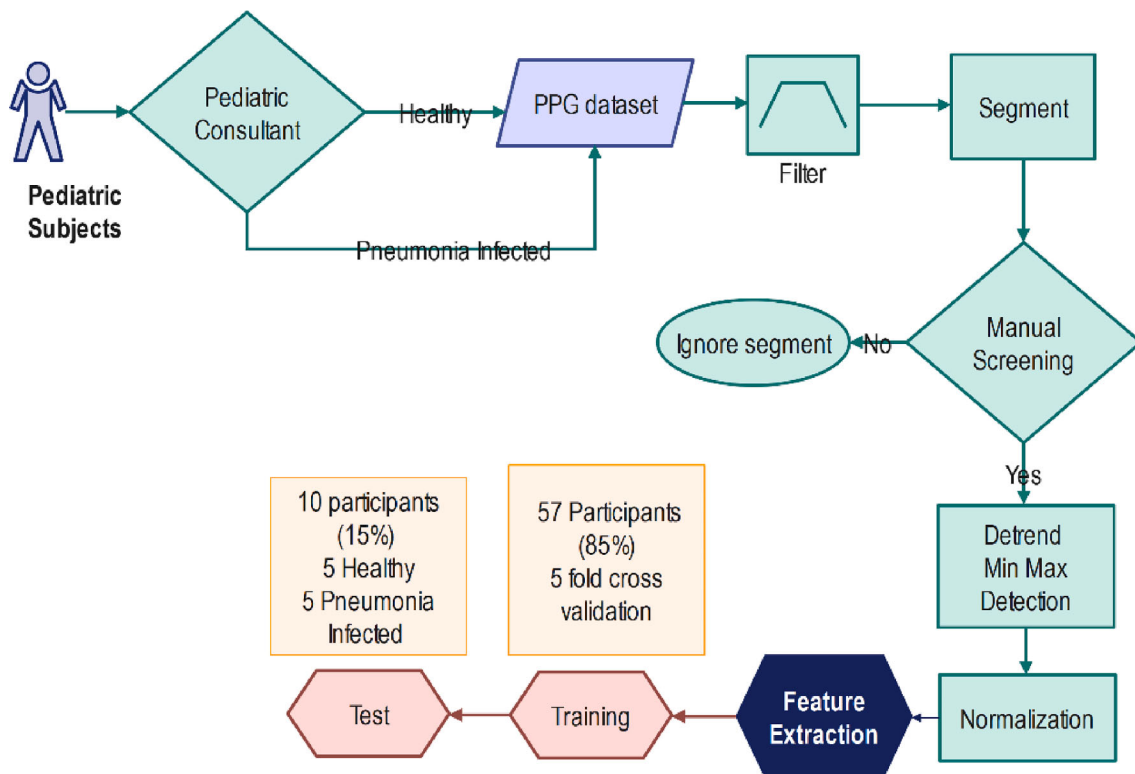 Pediatric
Subjects
Pediatric
Consultant
Healthy
Pneumonia Infected
PPG dataset
Filter
Segment
Manual
Screening
No
Ignore segment
Yes
Detrend
Min Max
Detection
Normalization
Feature
Extraction
57 Participants
(85%)
5 fold cross
validation
Training
10 participants
(15%)
5 Healthy
5 Pneumonia
Infected
Test